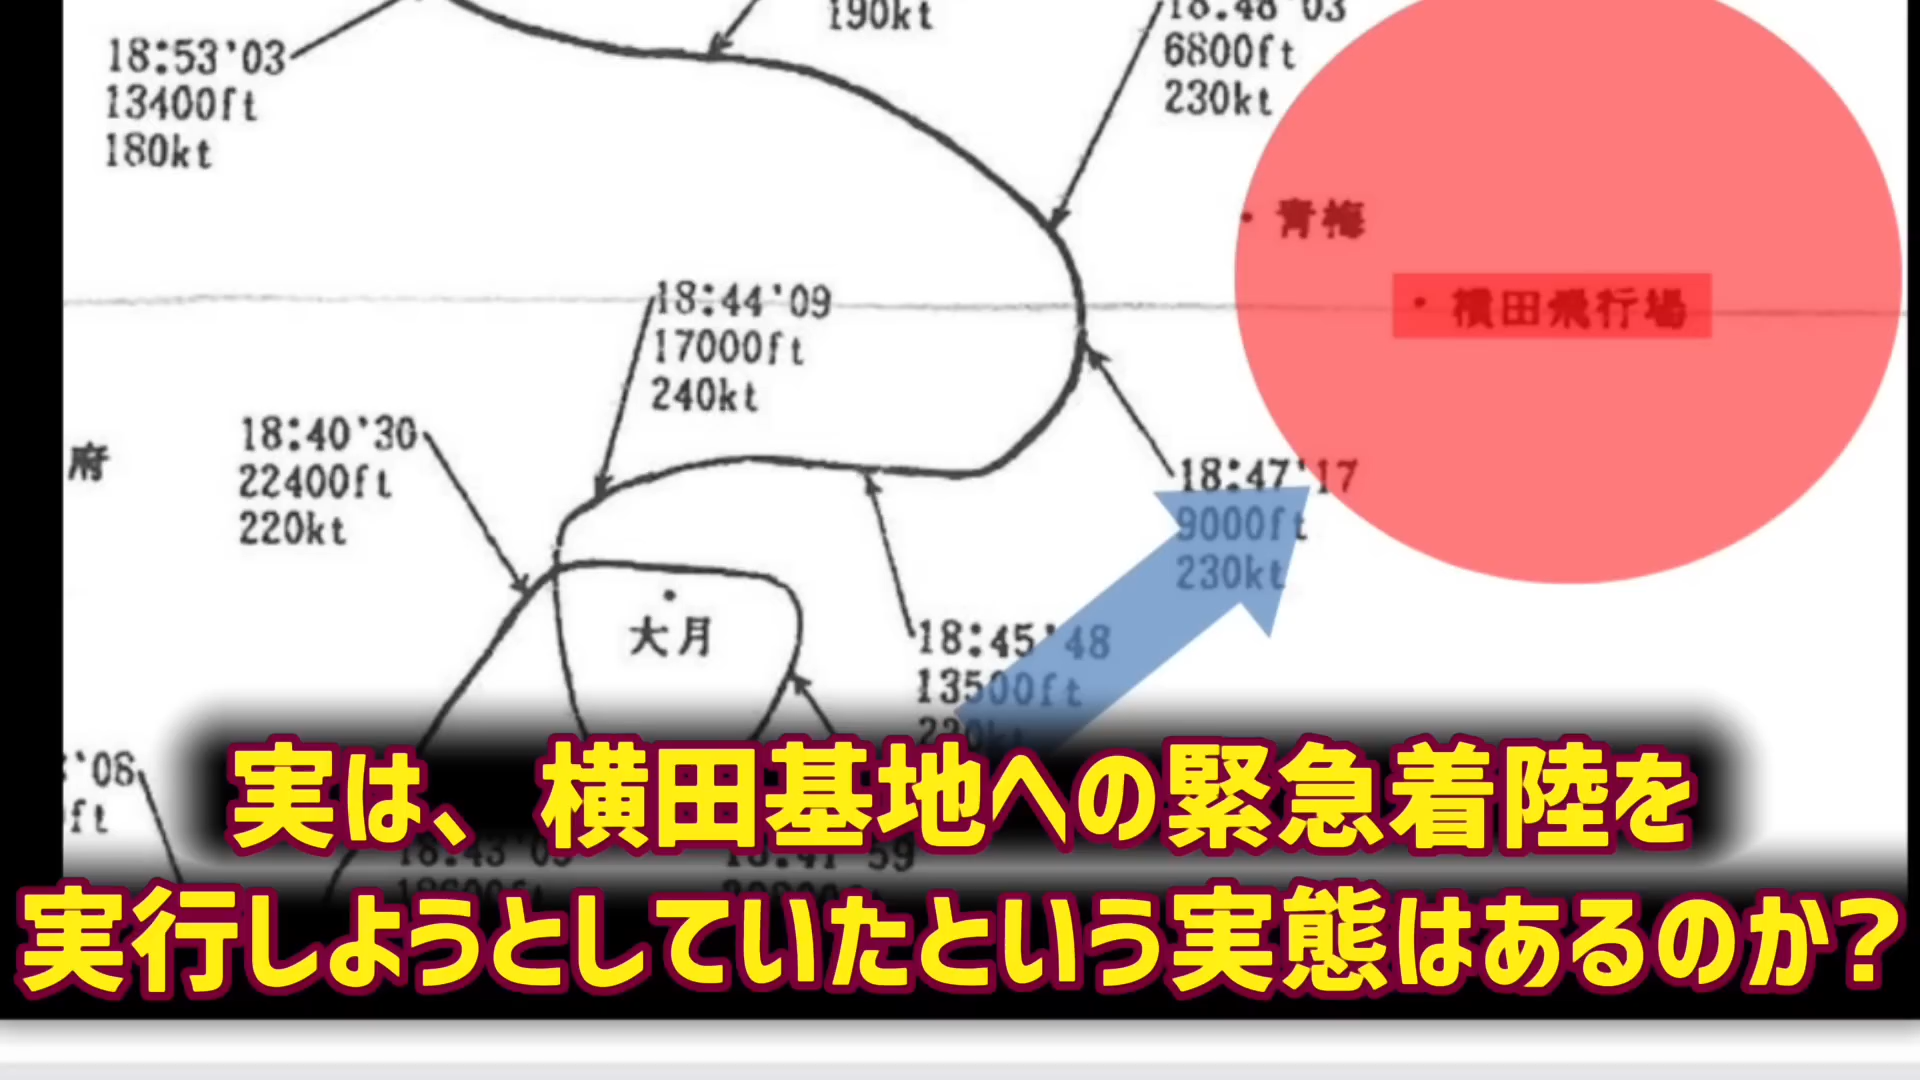 190kt
18:53'03
13400ft
180kt
18:48'03
6800ft
230kt
・青梅
・横田飛行場
18:44'09
17000ft
240kt
18:40'30
22400ft
220kt
府
18:47'17
9000ft
230kt
大月
18:45'48
13500ft
'08
ft
実は、横田基地への緊急着陸を
実行しようとしていたという実態はあるのか?